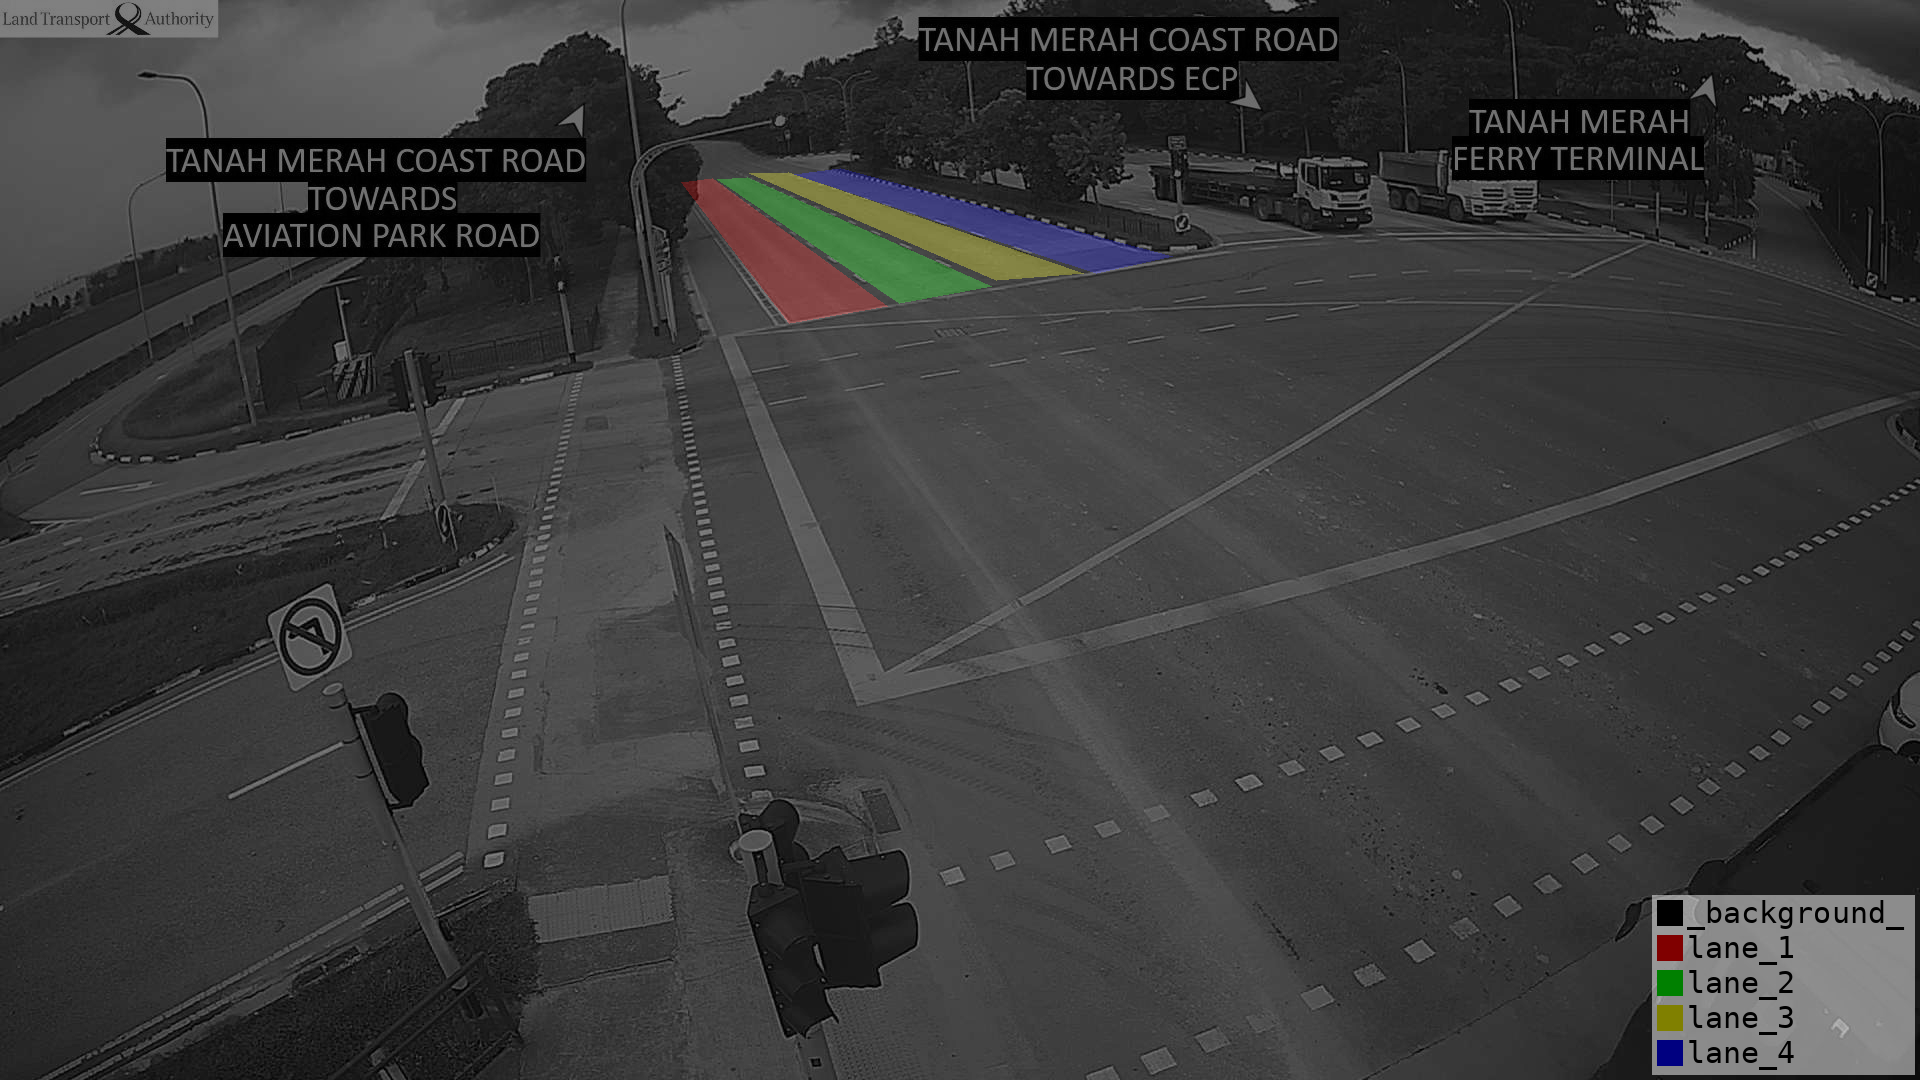 Land Transport Authority
TANAH MERAH COAST ROAD
TOWARDS ECP
TANAH MERAH
FERRY TERMINAL
TANAH MERAH COAST ROAD
TOWARDS
AVIATION PARK ROAD
_background_
lane_1
lane_2
lane_3
lane_4